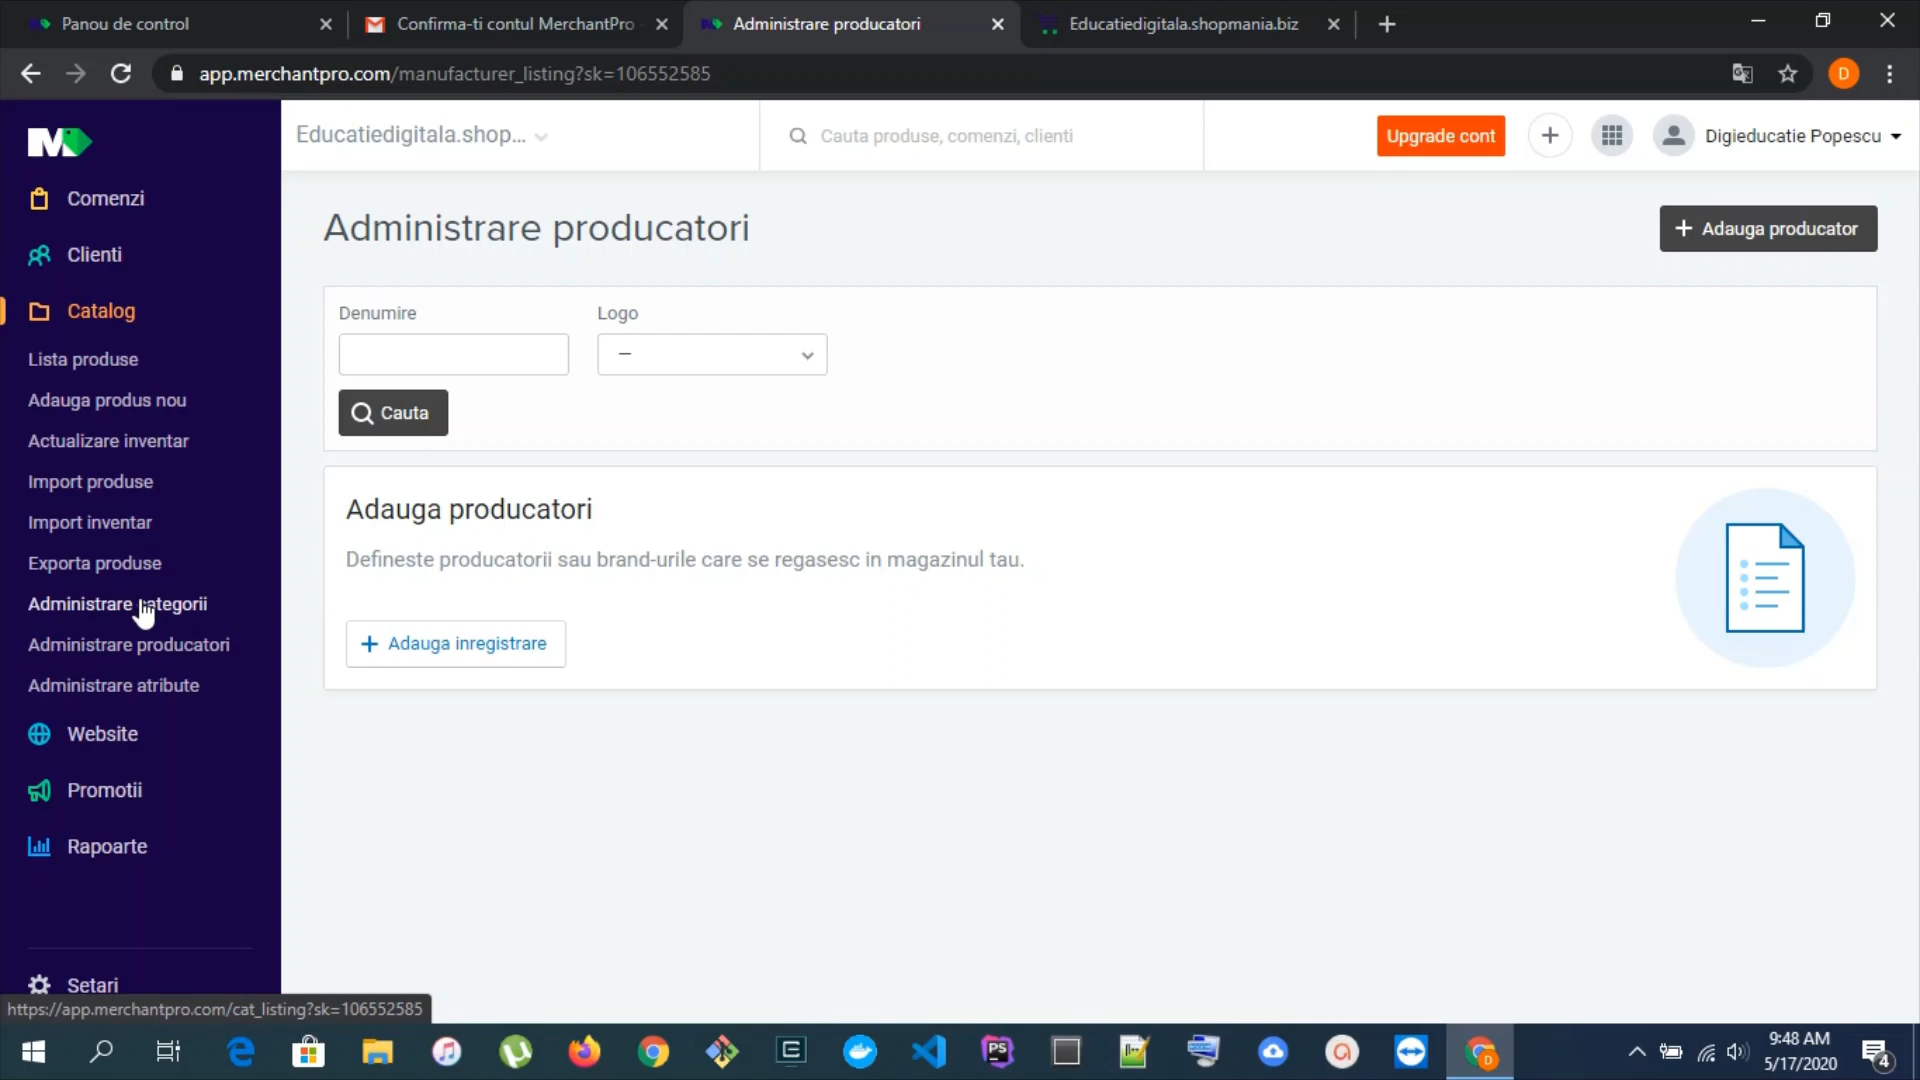 Panou de control
Confirma-ti contul MerchantPro
Administrare producatori
Educatiedigitala.shopmania.biz
app.merchantpro.com/manufacturer_listing?sk=106552585
D
Educatiedigitala.shop...
Cauta produse, comenzi, clienti
Upgrade cont
Digieducatie Popescu
Comenzi
Clienti
Catalog
Lista produse
Adauga produs nou
Actualizare inventar
Import produse
Import inventar
Exporta produse
Administrare categorii
Administrare producatori
Administrare atribute
Website
Promotii
Rapoarte
Setari
Administrare producatori
+ Adauga producator
Denumire
Logo
–
Cauta
Adauga producatori
Defineste producatorii sau brand-urile care se regasesc in magazinul tau.
+ Adauga inregistrare
https://app.merchantpro.com/cat_listing?sk=106552585
9:48 AM
5/17/2020
4